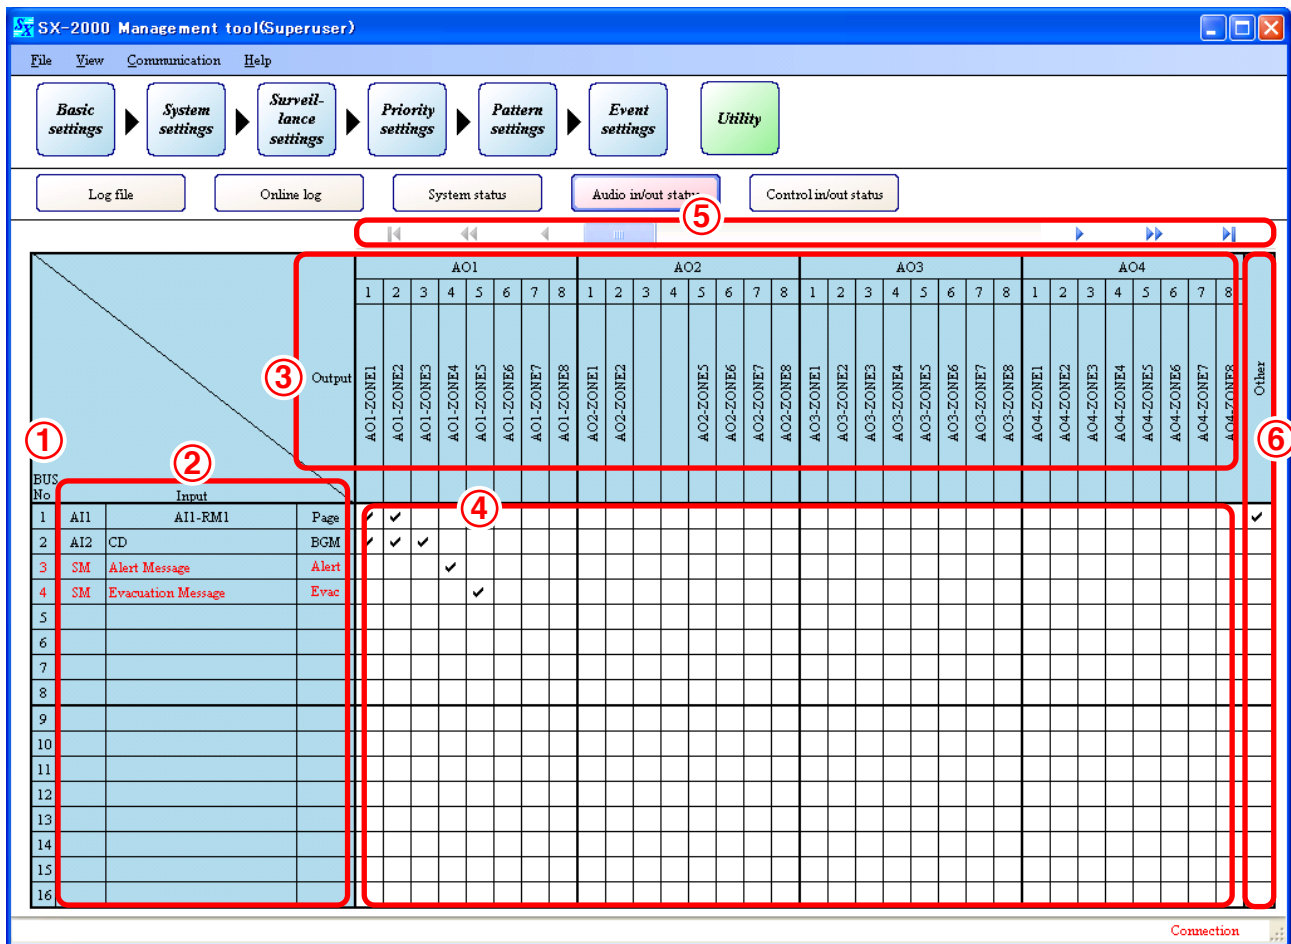 SX-2000 Management tool(Superuser)
File View Communication Help
Basic settings
System settings
Surveil-lance settings
Priority settings
Pattern settings
Event settings
Utility
Log file
Online log
System status
Audio in/out status
Control in/out status
⑤
AO1 AO2 AO3 AO4
1 2 3 4 5 6 7 8 1 2 3 4 5 6 7 8 1 2 3 4 5 6 7 8 1 2 3 4 5 6 7 8
③ Output
AO1-ZONE1
AO1-ZONE2
AO1-ZONE3
AO1-ZONE4
AO1-ZONE5
AO1-ZONE6
AO1-ZONE7
AO1-ZONE8
AO2-ZONE1
AO2-ZONE2
AO2-ZONE5
AO2-ZONE6
AO2-ZONE7
AO2-ZONE8
AO3-ZONE1
AO3-ZONE2
AO3-ZONE3
AO3-ZONE4
AO3-ZONE5
AO3-ZONE6
AO3-ZONE7
AO3-ZONE8
AO4-ZONE1
AO4-ZONE2
AO4-ZONE3
AO4-ZONE4
AO4-ZONE5
AO4-ZONE6
AO4-ZONE7
AO4-ZONE8
Other
⑥
①
②
BUS
No Input
④
1 AI1 AI1-RM1 Page ✓ ✓ ✓
2 AI2 CD BGM ✓ ✓ ✓
3 SM Alert Message Alert ✓
4 SM Evacuation Message Evac ✓
5
6
7
8
9
10
11
12
13
14
15
16
Connection